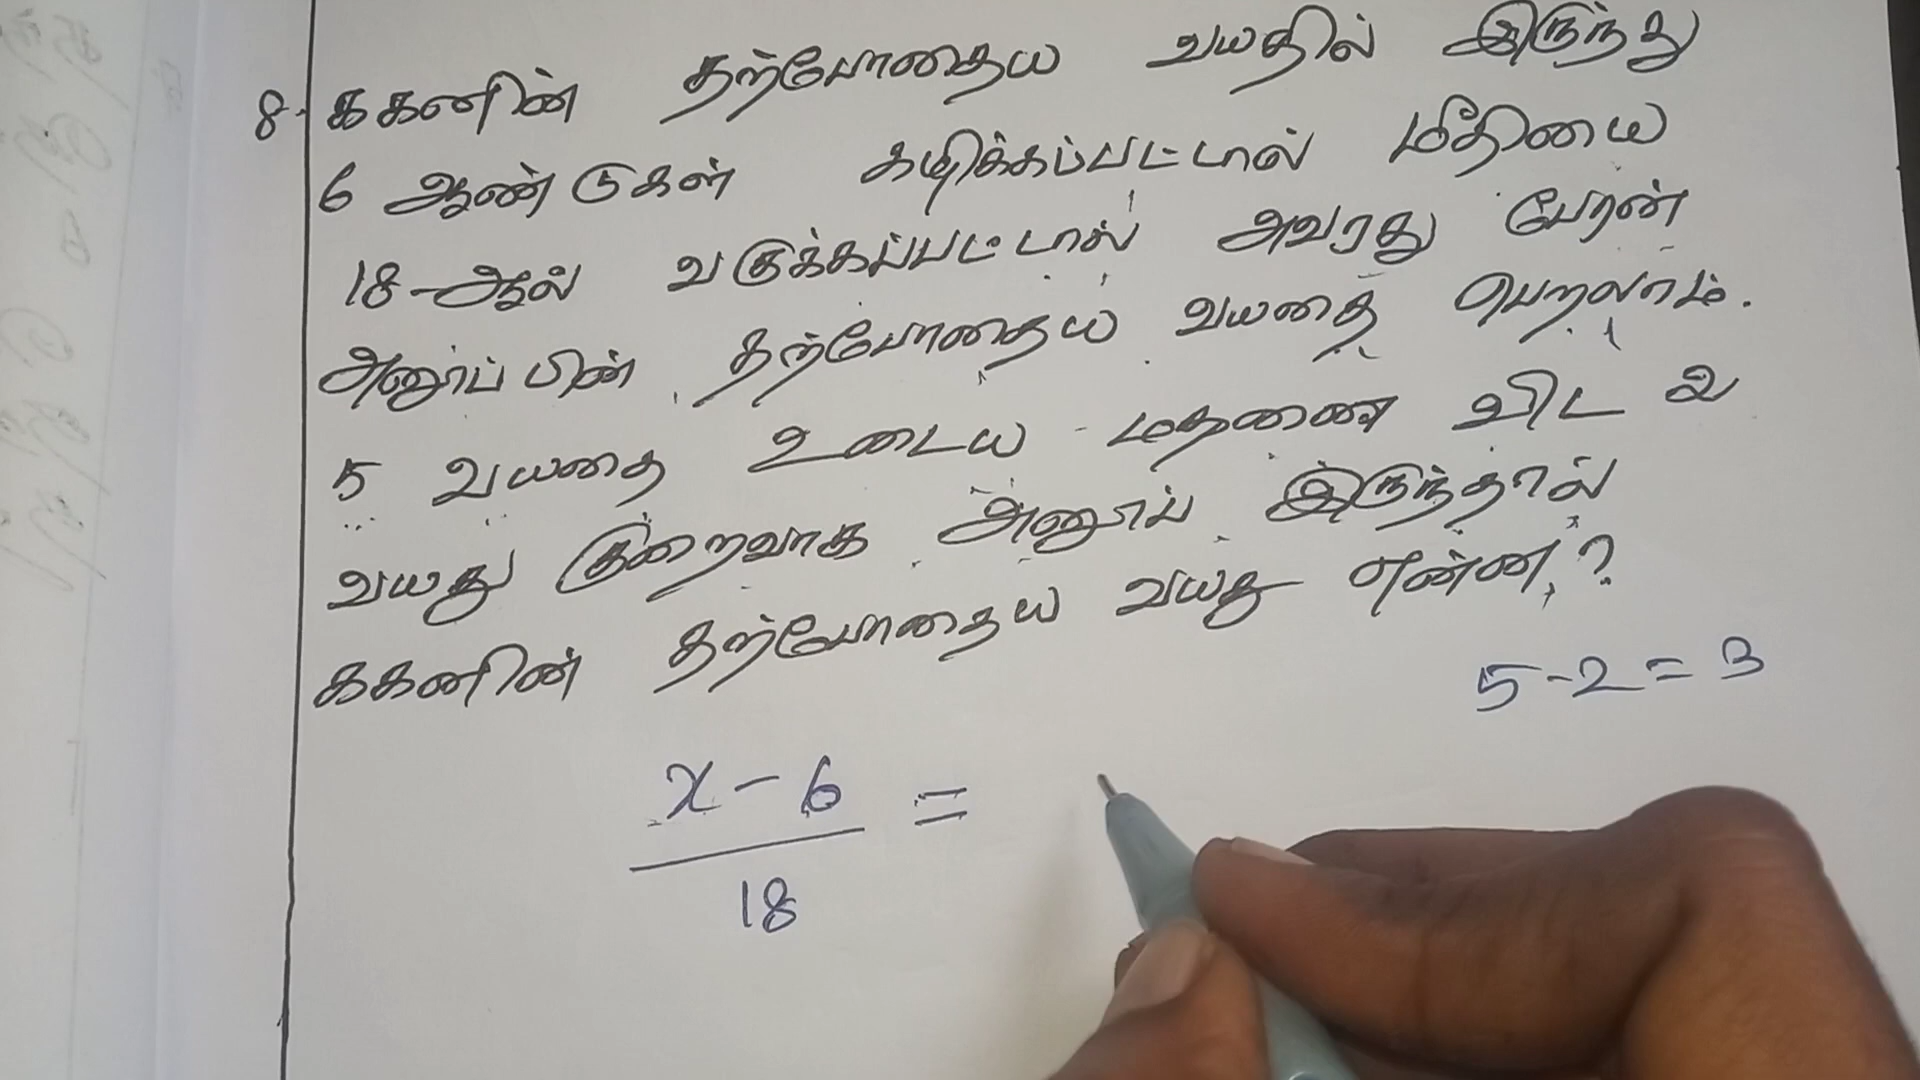 8. ககனின் தற்போதைய வயதில் இருந்து
6 ஆண்டுகள் கழிக்கப்பட்டால் மீதியை
18-ஆல் வகுக்கப்பட்டால் அவரது பேரன்
அனூப் பின் தற்போதைய வயதை பெறலாம்.
5 வயதை உடைய மதனை விட 2
வயது குறைவாக அனூப் இருந்தால்
ககனின் தற்போதைய வயது என்ன?
5-2=3
x-6 =
18